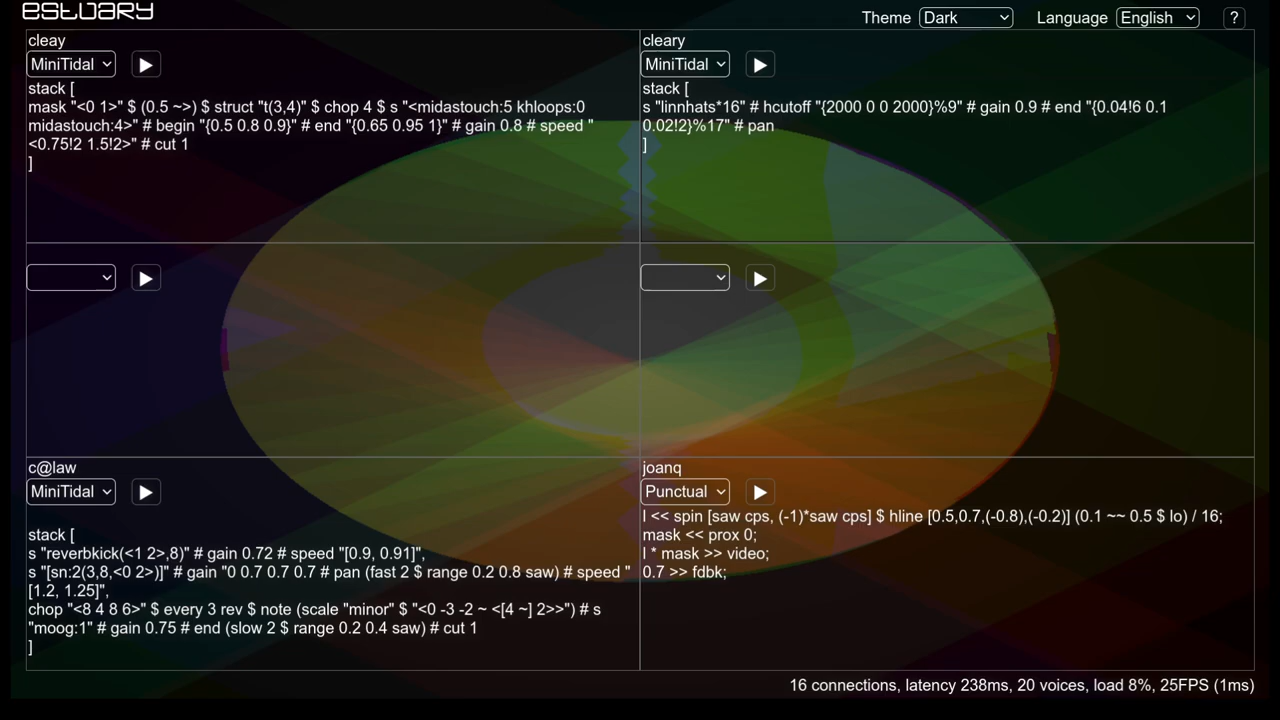 estuary
Theme Dark Language English ?
cleay
MiniTidal
stack [
mask "<0 1>" $ (0.5 ~>) $ struct "t(3,4)" $ chop 4 $ s "<midastouch:5 khloops:0
midastouch:4>" # begin "{0.5 0.8 0.9}" # end "{0.65 0.95 1}" # gain 0.8 # speed "
<0.75!2 1.5!2>" # cut 1
]
cleary
MiniTidal
stack [
s "linnhats*16" # hcutoff "{2000 0 0 2000}%9" # gain 0.9 # end "{0.04!6 0.1
0.02!2}%17" # pan
]
c@law
MiniTidal
stack [
s "reverbkick(<1 2>,8)" # gain 0.72 # speed "[0.9, 0.91]",
s "[sn:2(3,8,<0 2>)]" # gain "0 0.7 0.7 0.7 # pan (fast 2 $ range 0.2 0.8 saw) # speed "
[1.2, 1.25]",
chop "<8 4 8 6>" $ every 3 rev $ note (scale "minor" $ "<0 -3 -2 ~ <[4 ~] 2>>") # s
"moog:1" # gain 0.75 # end (slow 2 $ range 0.2 0.4 saw) # cut 1
]
joanq
Punctual
l << spin [saw cps, (-1)*saw cps] $ hline [0.5,0.7,(-0.8),(-0.2)] (0.1 ~~ 0.5 $ lo) / 16;
mask << prox 0;
l * mask >> video;
0.7 >> fdbk;
16 connections, latency 238ms, 20 voices, load 8%, 25FPS (1ms)